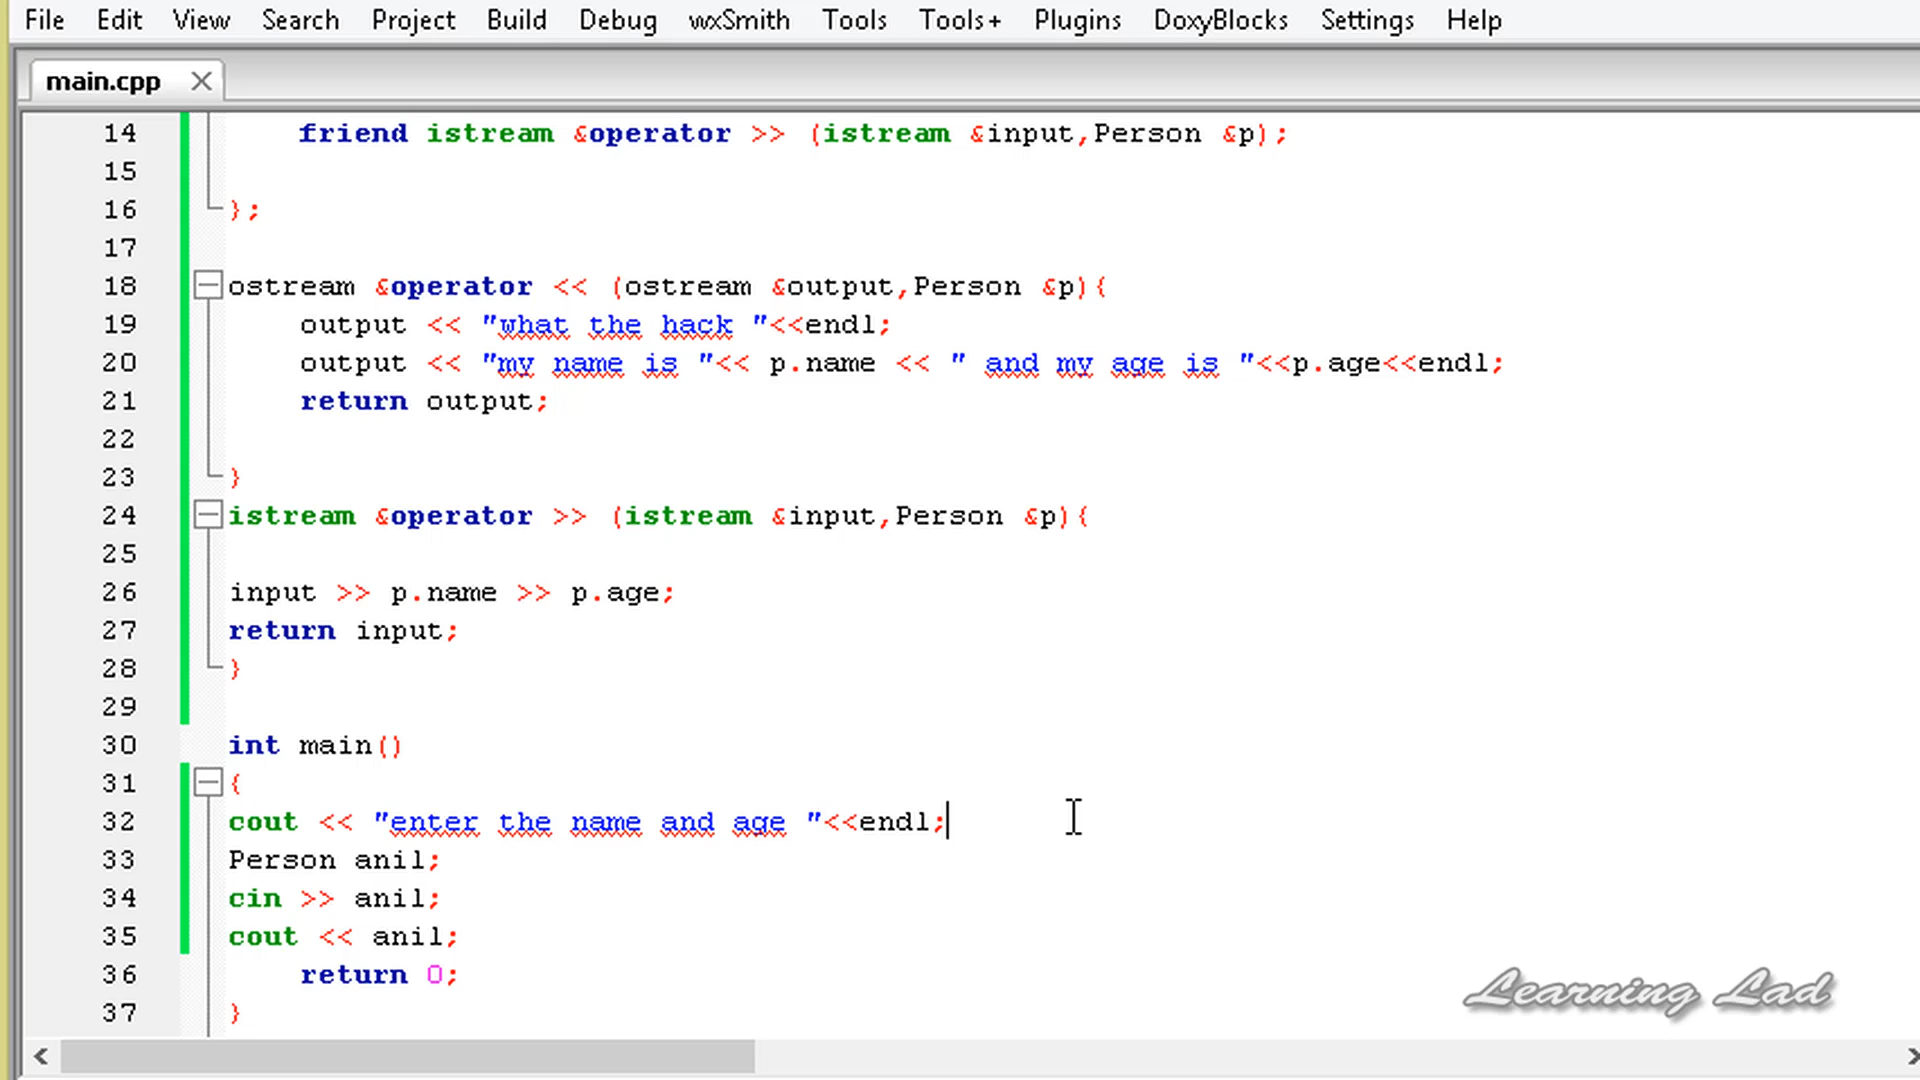 File Edit View Search Project Build Debug wxSmith Tools Tools+ Plugins DoxyBlocks Settings Help
main.cpp
14 friend istream &operator >> (istream &input,Person &p);
15
16 };
17
18 ostream &operator << (ostream &output,Person &p){
19 output << "what the hack "<<endl;
20 output << "my name is "<< p.name << " and my age is "<<p.age<<endl;
21 return output;
22
23 }
24 istream &operator >> (istream &input,Person &p){
25
26 input >> p.name >> p.age;
27 return input;
28 }
29
30 int main()
31 {
32 cout << "enter the name and age "<<endl;
33 Person anil;
34 cin >> anil;
35 cout << anil;
36 return 0;
37 }
Learning Lad